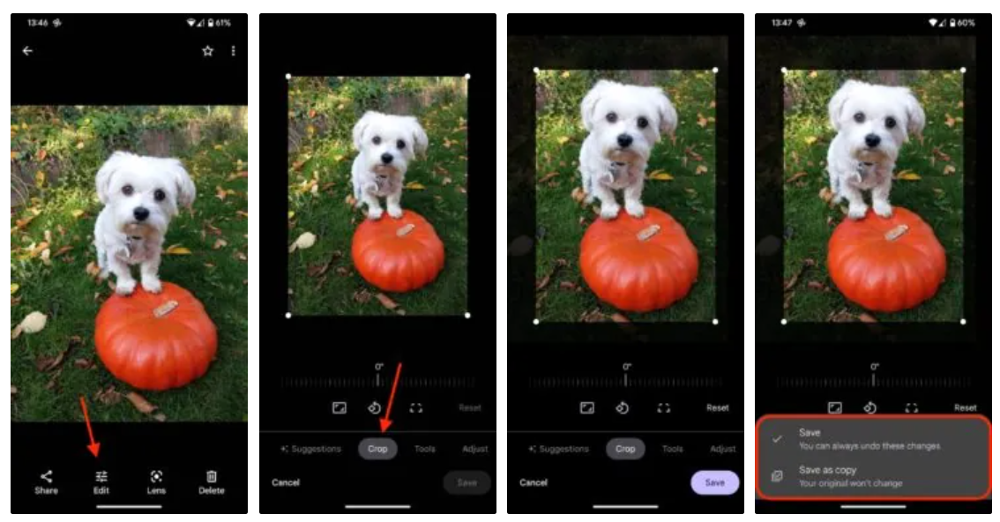 13:46
61%
Share
Edit
Lens
Delete
0°
Reset
Suggestions
Crop
Tools
Adjust
Cancel
Save
0°
Reset
Suggestions
Crop
Tools
Adjust
Cancel
Save
13:47
60%
0°
Reset
Save
You can always undo these changes
Save as copy
Your original won't change